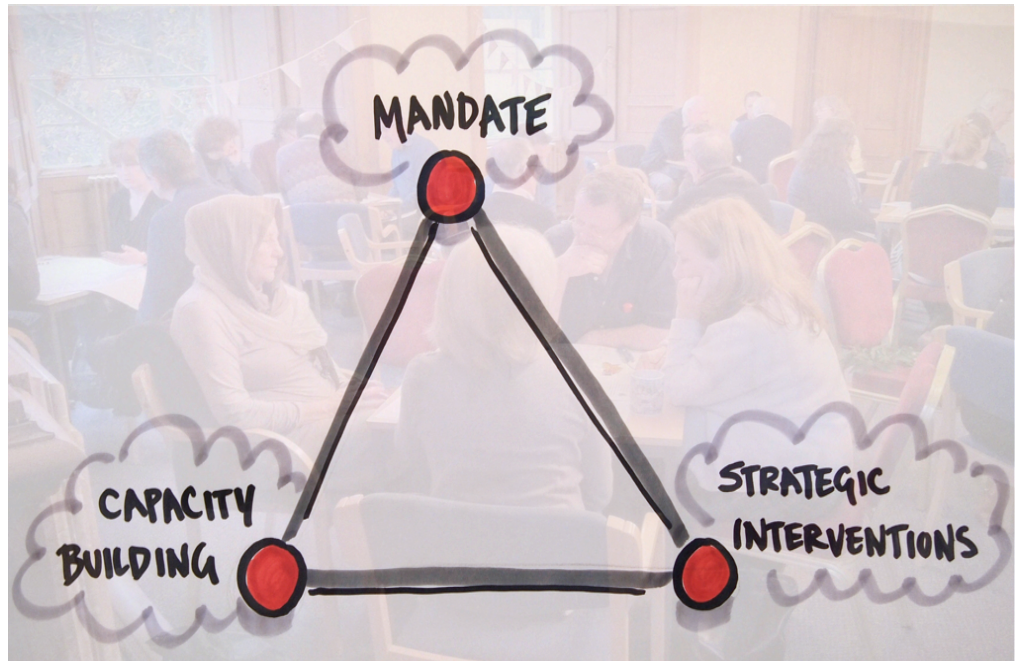 MANDATE
CAPACITY
BUILDING
STRATEGIC
INTERVENTIONS